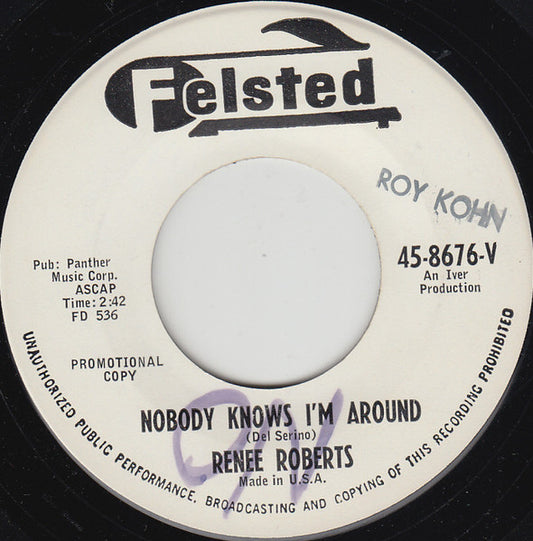 Felsted
ROY KOHN
45-8676-V
An Iver
Production
Pub: Panther
Music Corp.
ASCAP
Time: 2:42
FD 536
PROMOTIONAL
COPY
NOBODY KNOWS I'M AROUND
(Del Serino)
RENEE ROBERTS
Made in U.S.A.
UNAUTHORIZED PUBLIC PERFORMANCE, BROADCASTING AND COPYING OF THIS RECORDING PROHIBITED